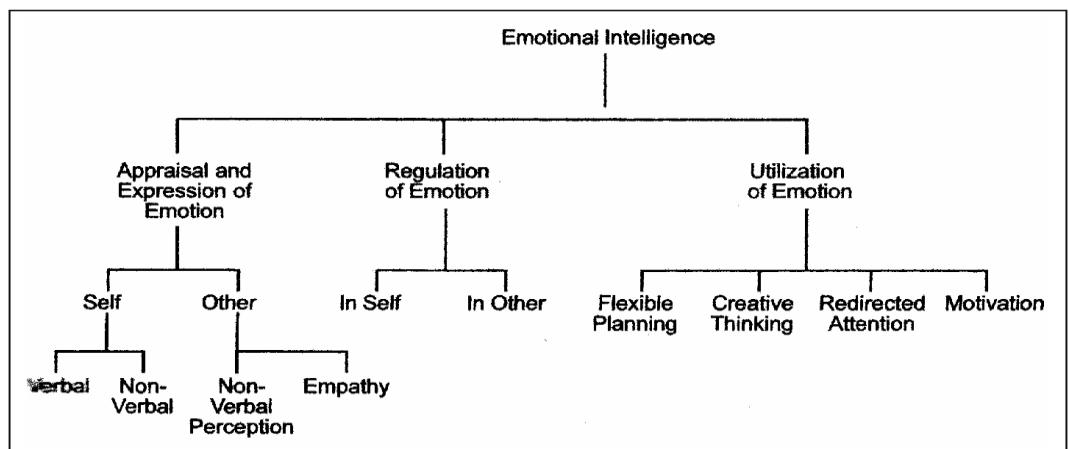 Emotional Intelligence
Appraisal and
Expression of
Emotion
Regulation
of Emotion
Utilization
of Emotion
Self
Other
In Self
In Other
Flexible
Planning
Creative
Thinking
Redirected
Attention
Motivation
Verbal
Non-
Verbal
Non-
Verbal
Perception
Empathy